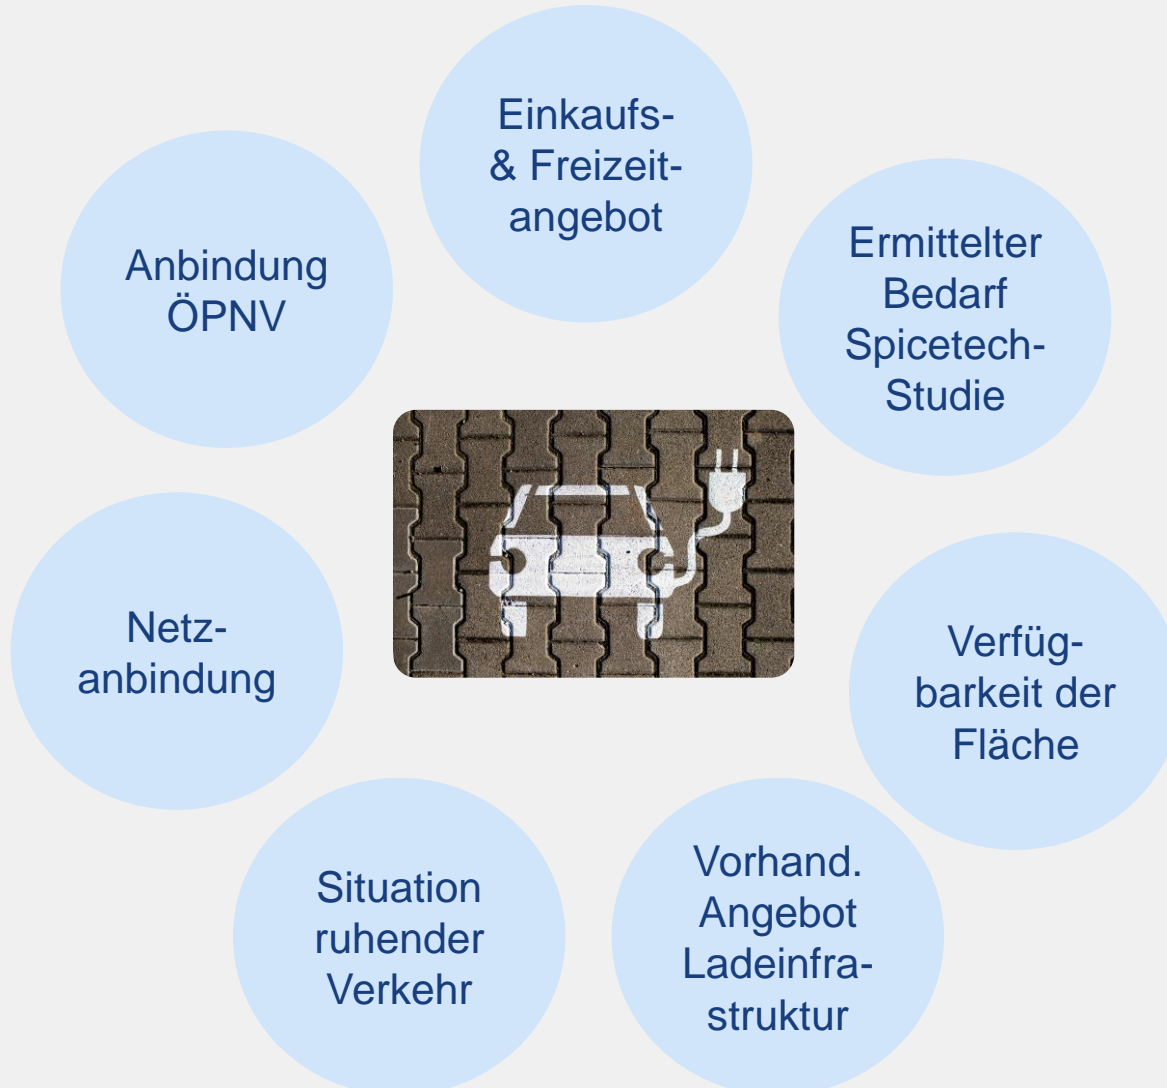 Einkaufs-
& Freizeit-
angebot
Ermittelter
Bedarf
Spicetech-
Studie
Verfüg-
barkeit der
Fläche
Vorhand.
Angebot
Ladeinfra-
struktur
Situation
ruhender
Verkehr
Netz-
anbindung
Anbindung
ÖPNV